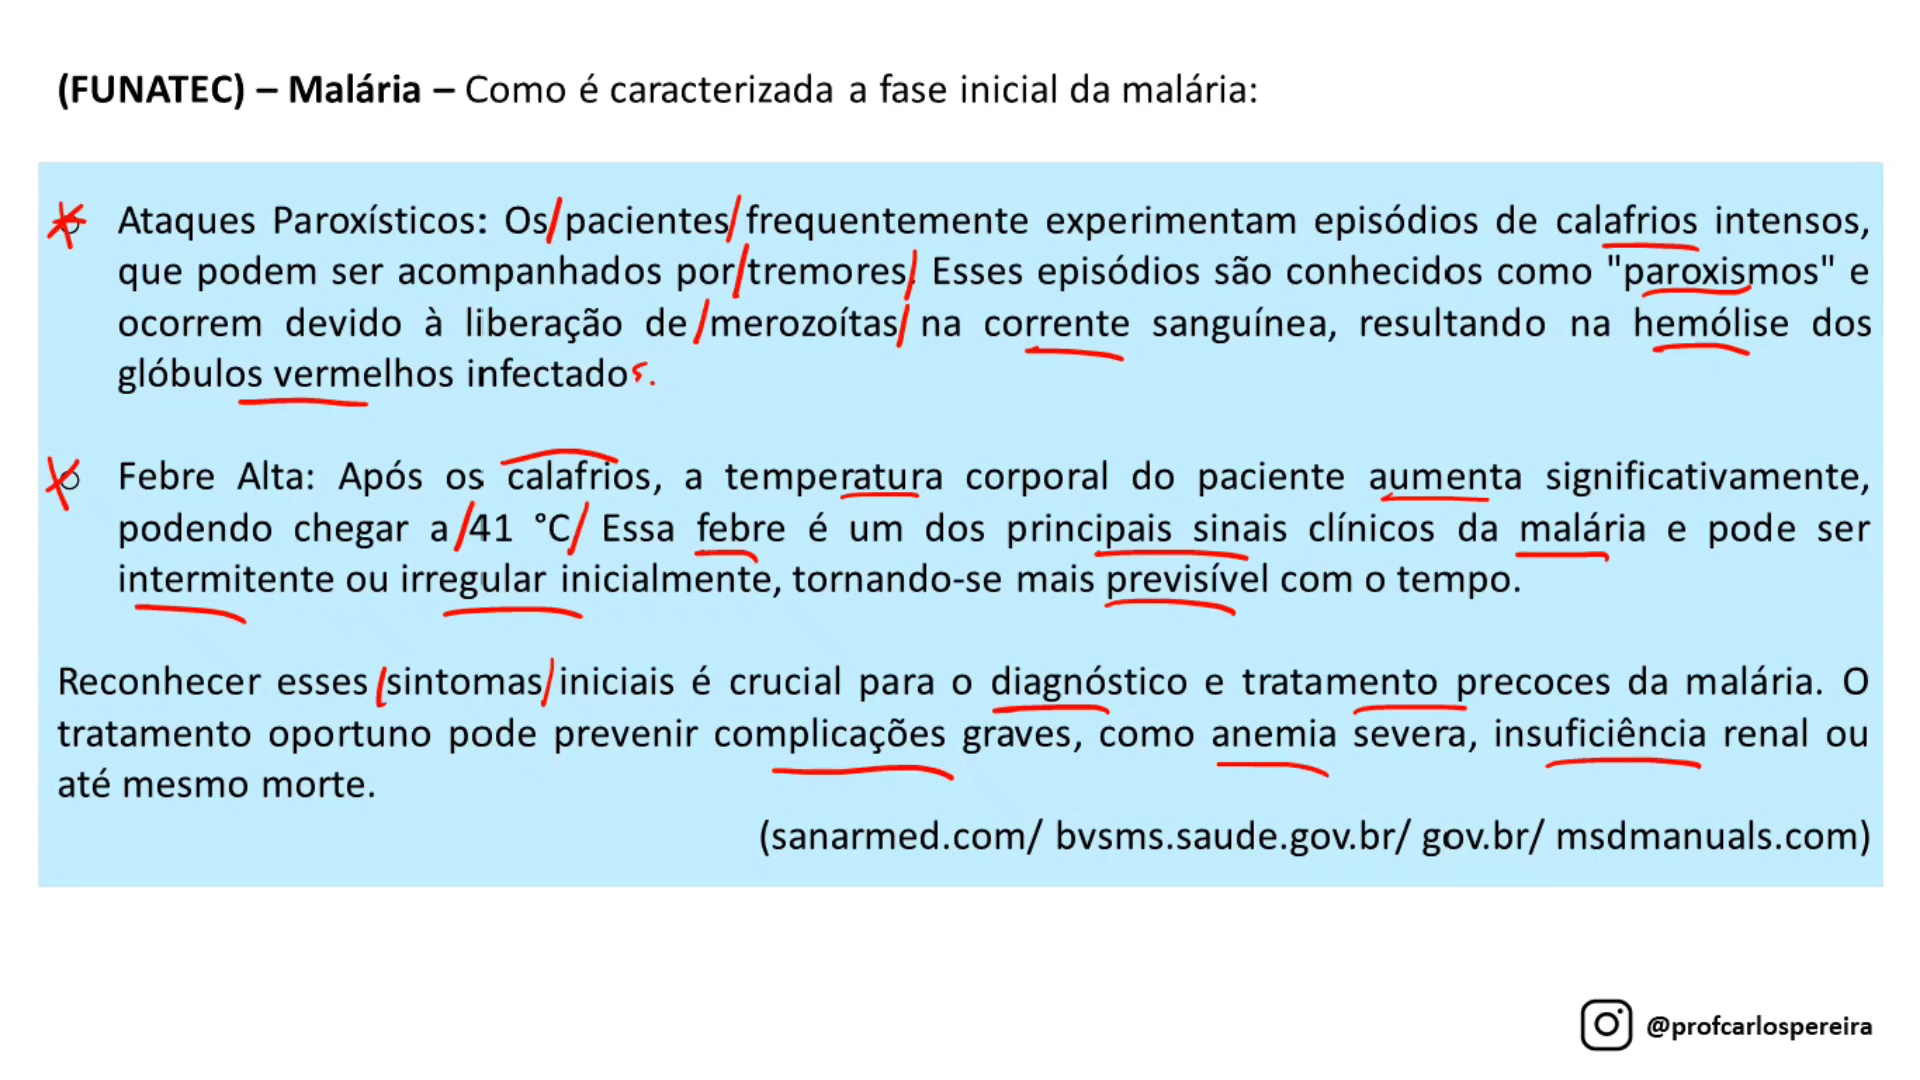 (FUNATEC) – Malária – Como é caracterizada a fase inicial da malária:
Ataques Paroxísticos: Os pacientes frequentemente experimentam episódios de calafrios intensos,
que podem ser acompanhados por tremores. Esses episódios são conhecidos como "paroxismos" e
ocorrem devido à liberação de merozoítas na corrente sanguínea, resultando na hemólise dos
glóbulos vermelhos infectados.
Febre Alta: Após os calafrios, a temperatura corporal do paciente aumenta significativamente,
podendo chegar a 41 °C. Essa febre é um dos principais sinais clínicos da malária e pode ser
intermitente ou irregular inicialmente, tornando-se mais previsível com o tempo.
Reconhecer esses sintomas iniciais é crucial para o diagnóstico e tratamento precoces da malária. O
tratamento oportuno pode prevenir complicações graves, como anemia severa, insuficiência renal ou
até mesmo morte.
(sanarmed.com/ bvsms.saude.gov.br/ gov.br/ msdmanuals.com)
@profcarlospereira